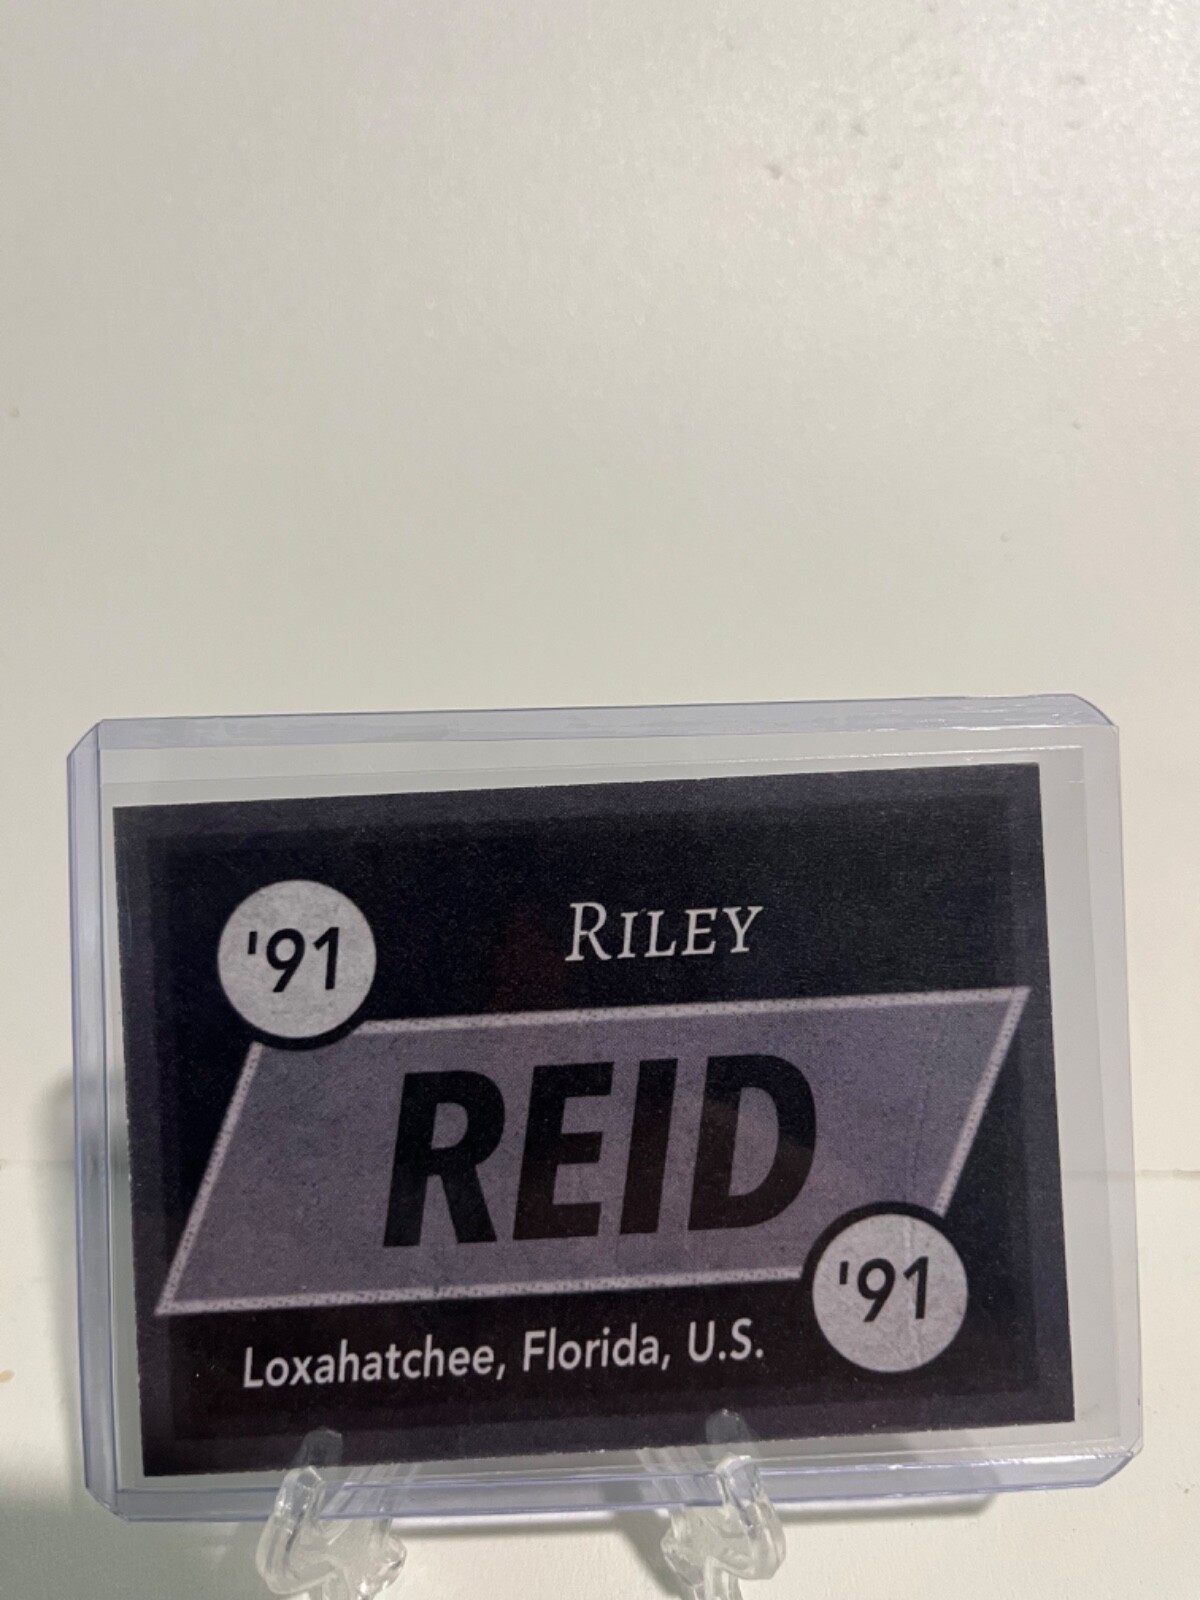 '91
RILEY
REID
'91
Loxahatchee, Florida, U.S.